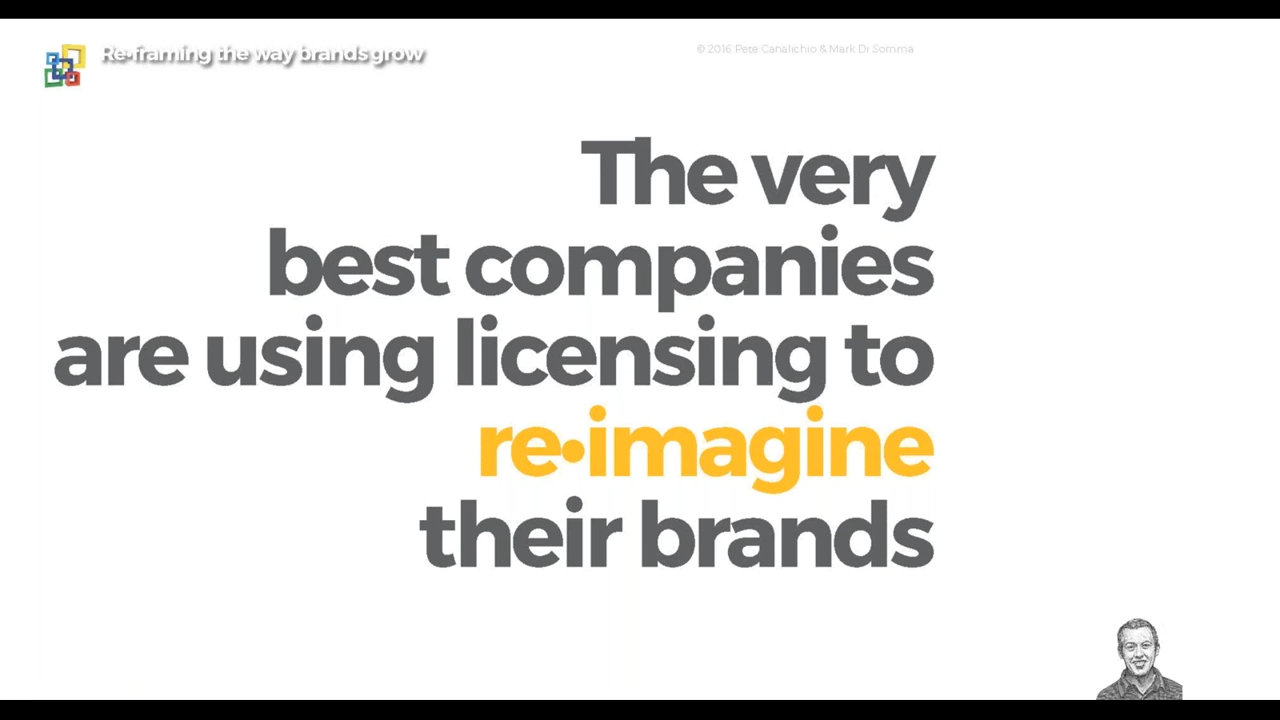 Re•framing the way brands grow
© 2016 Pete Canalichio & Mark Di Somma
The very
best companies
are using licensing to
re•imagine
their brands